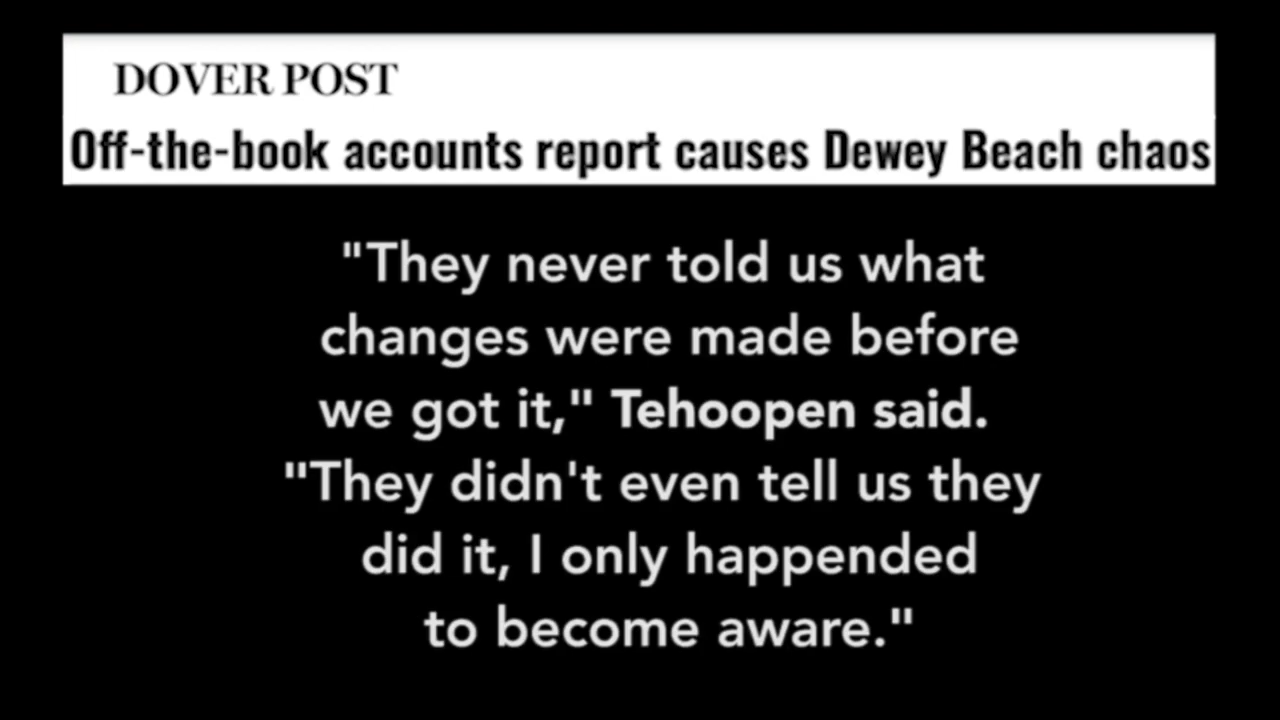 DOVER POST
Off-the-book accounts report causes Dewey Beach chaos
"They never told us what
changes were made before
we got it," Tehoopen said.
"They didn't even tell us they
did it, I only happended
to become aware."